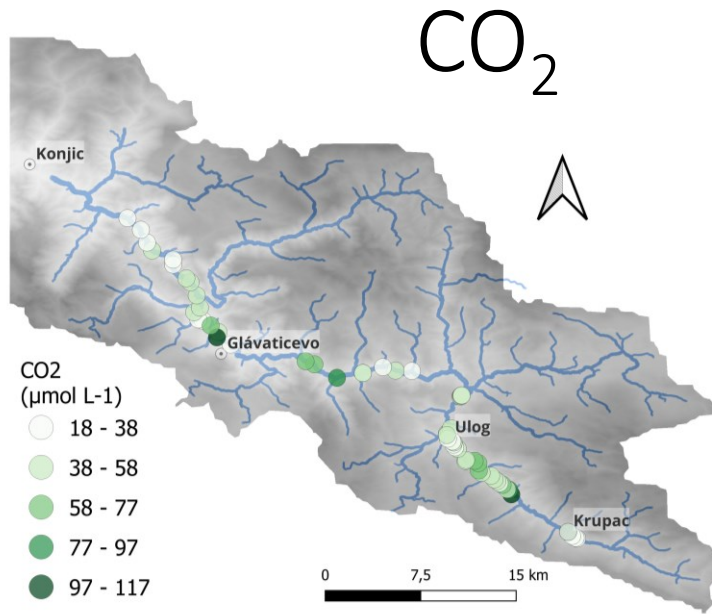 CO₂
Konjic
Glávaticevo
Ulog
Krupac
CO2
(µmol L-1)
18 - 38
38 - 58
58 - 77
77 - 97
97 - 117
0 7,5 15 km